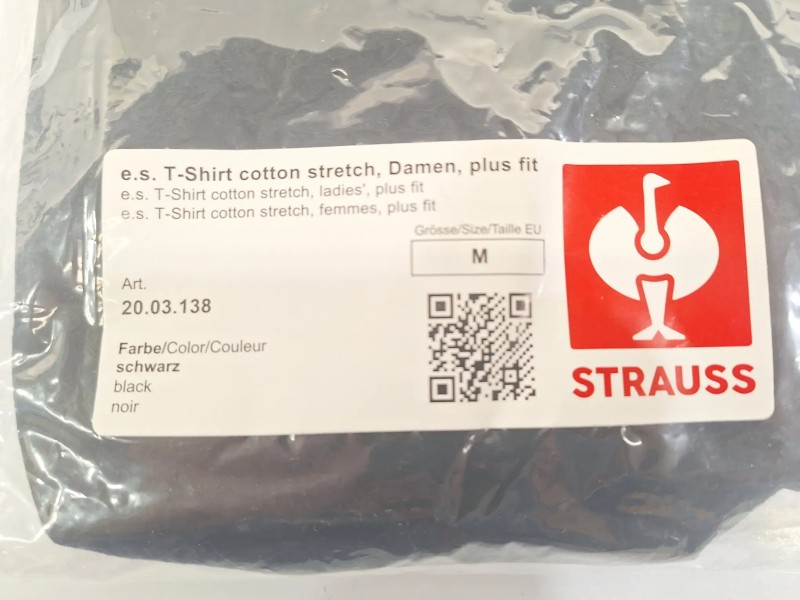 e.s. T-Shirt cotton stretch, Damen, plus fit
e.s. T-Shirt cotton stretch, ladies', plus fit
e.s. T-Shirt cotton stretch, femmes, plus fit
Grösse/Size/Taille EU
M
Art.
20.03.138
Farbe/Color/Couleur
schwarz
black
noir
STRAUSS